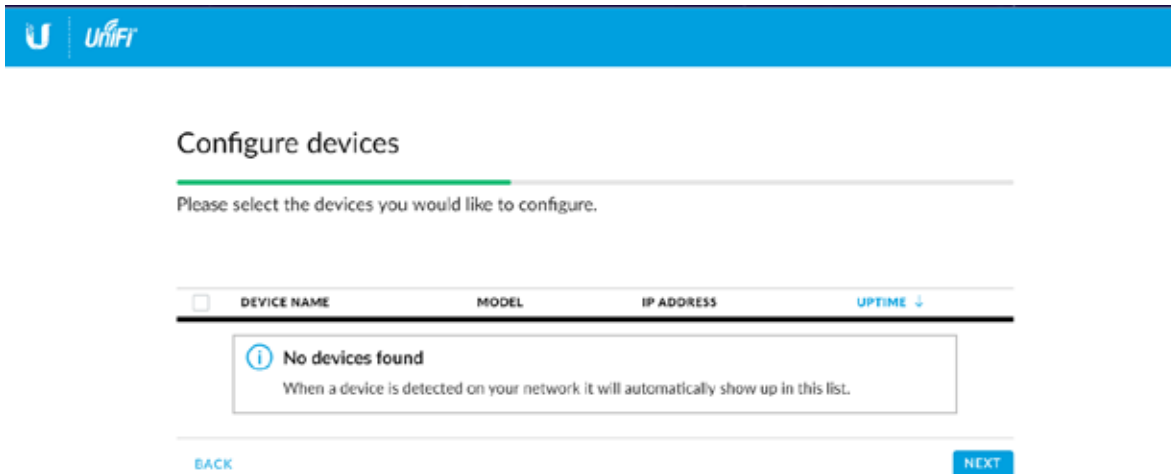 UniFi
Configure devices
Please select the devices you would like to configure.
DEVICE NAME MODEL IP ADDRESS UPTIME ↓
No devices found
When a device is detected on your network it will automatically show up in this list.
BACK NEXT